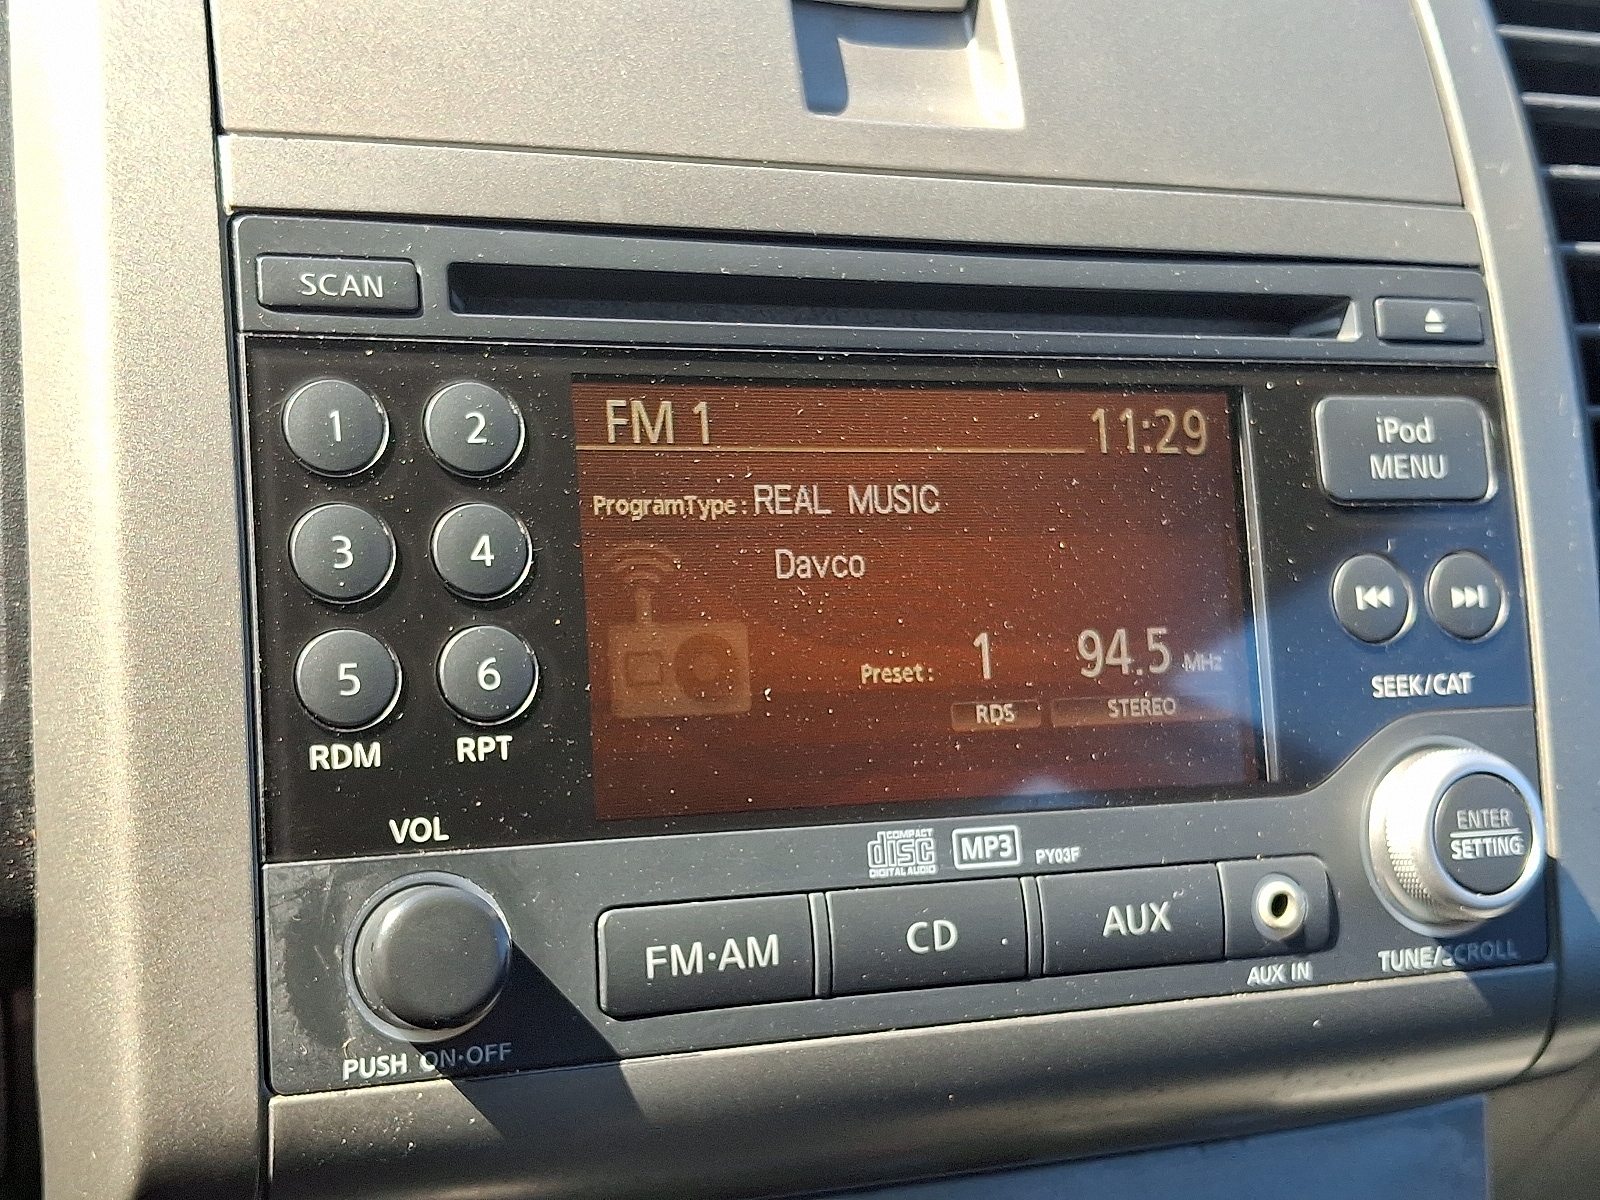 SCAN
FM 1
11:29
iPod
MENU
1
2
ProgramType: REAL MUSIC
3
4
Davco
5
6
Preset: 1 94.5 MHz
RDS
STEREO
SEEK/CAT
RDM
RPT
VOL
COMPACT
disc
DIGITAL AUDIO
MP3
PY03F
ENTER
SETTING
FM·AM
CD
AUX
AUX IN
TUNE/SCROLL
PUSH ON·OFF